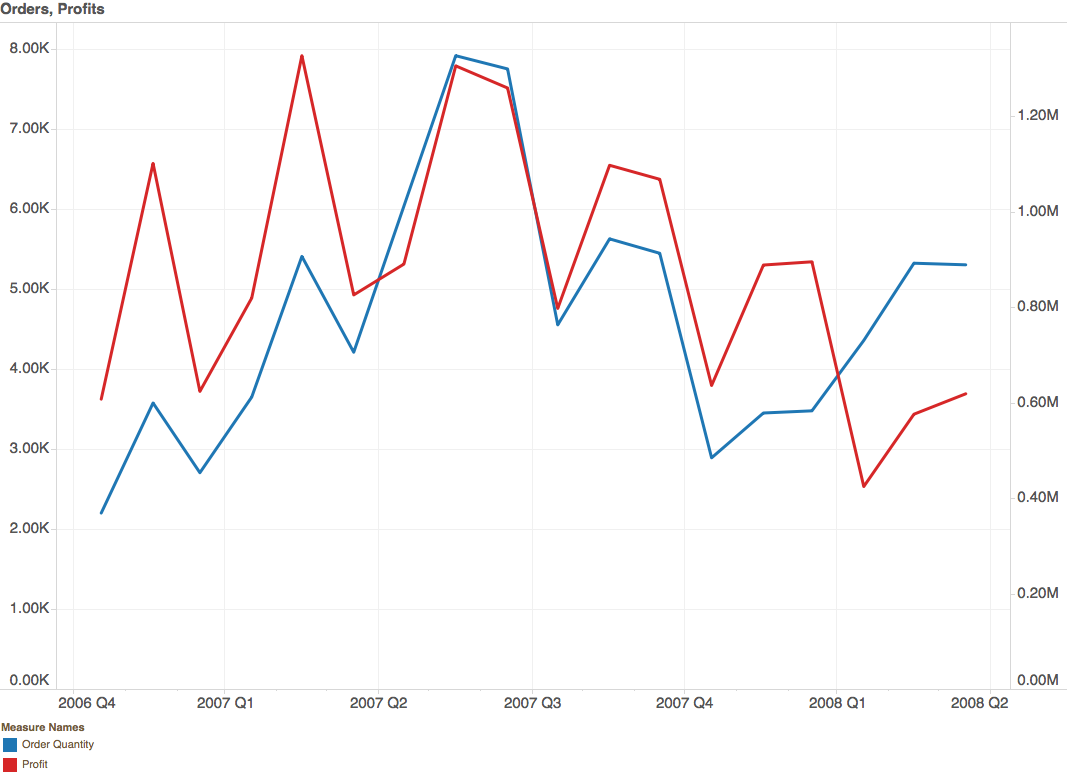 Orders, Profits
8.00K
7.00K
6.00K
5.00K
4.00K
3.00K
2.00K
1.00K
0.00K
1.20M
1.00M
0.80M
0.60M
0.40M
0.20M
0.00M
2006 Q4 2007 Q1 2007 Q2 2007 Q3 2007 Q4 2008 Q1 2008 Q2
Measure Names
Order Quantity
Profit